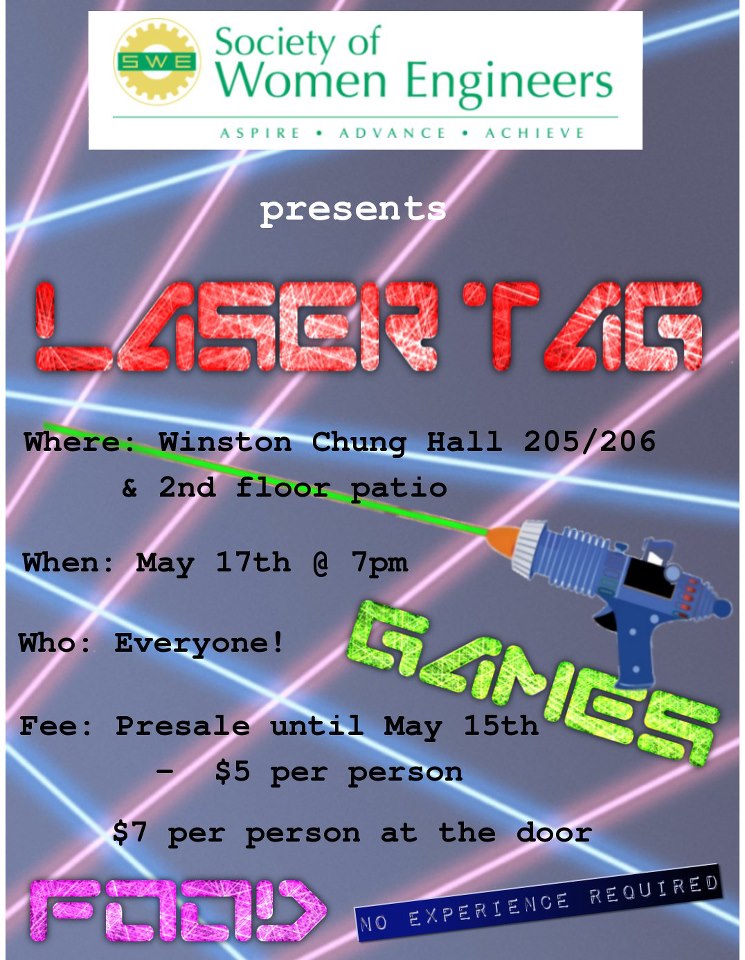 SWE
Society of
Women Engineers
ASPIRE • ADVANCE • ACHIEVE
presents
LASER TAG
Where: Winston Chung Hall 205/206
& 2nd floor patio
When: May 17th @ 7pm
Who: Everyone!
GAMES
Fee: Presale until May 15th
- $5 per person
$7 per person at the door
FOOD
NO EXPERIENCE REQUIRED